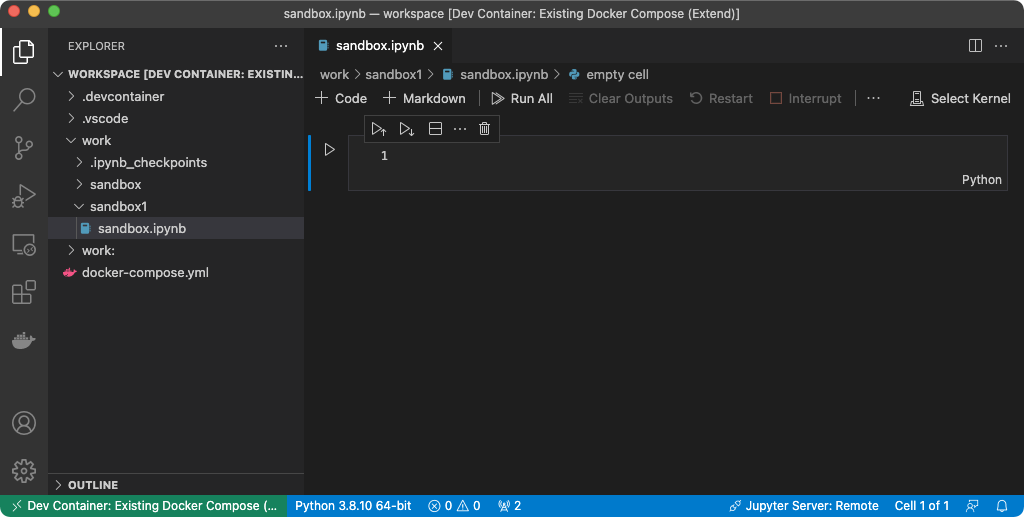 sandbox.ipynb — workspace [Dev Container: Existing Docker Compose (Extend)]
EXPLORER
WORKSPACE [DEV CONTAINER: EXISTIN...
.devcontainer
.vscode
work
.ipynb_checkpoints
sandbox
sandbox1
sandbox.ipynb
work:
docker-compose.yml
OUTLINE
sandbox.ipynb
work > sandbox1 > sandbox.ipynb > empty cell
Code Markdown Run All Clear Outputs Restart Interrupt ... Select Kernel
1
Python
Dev Container: Existing Docker Compose (... Python 3.8.10 64-bit 0 0 2 Jupyter Server: Remote Cell 1 of 1